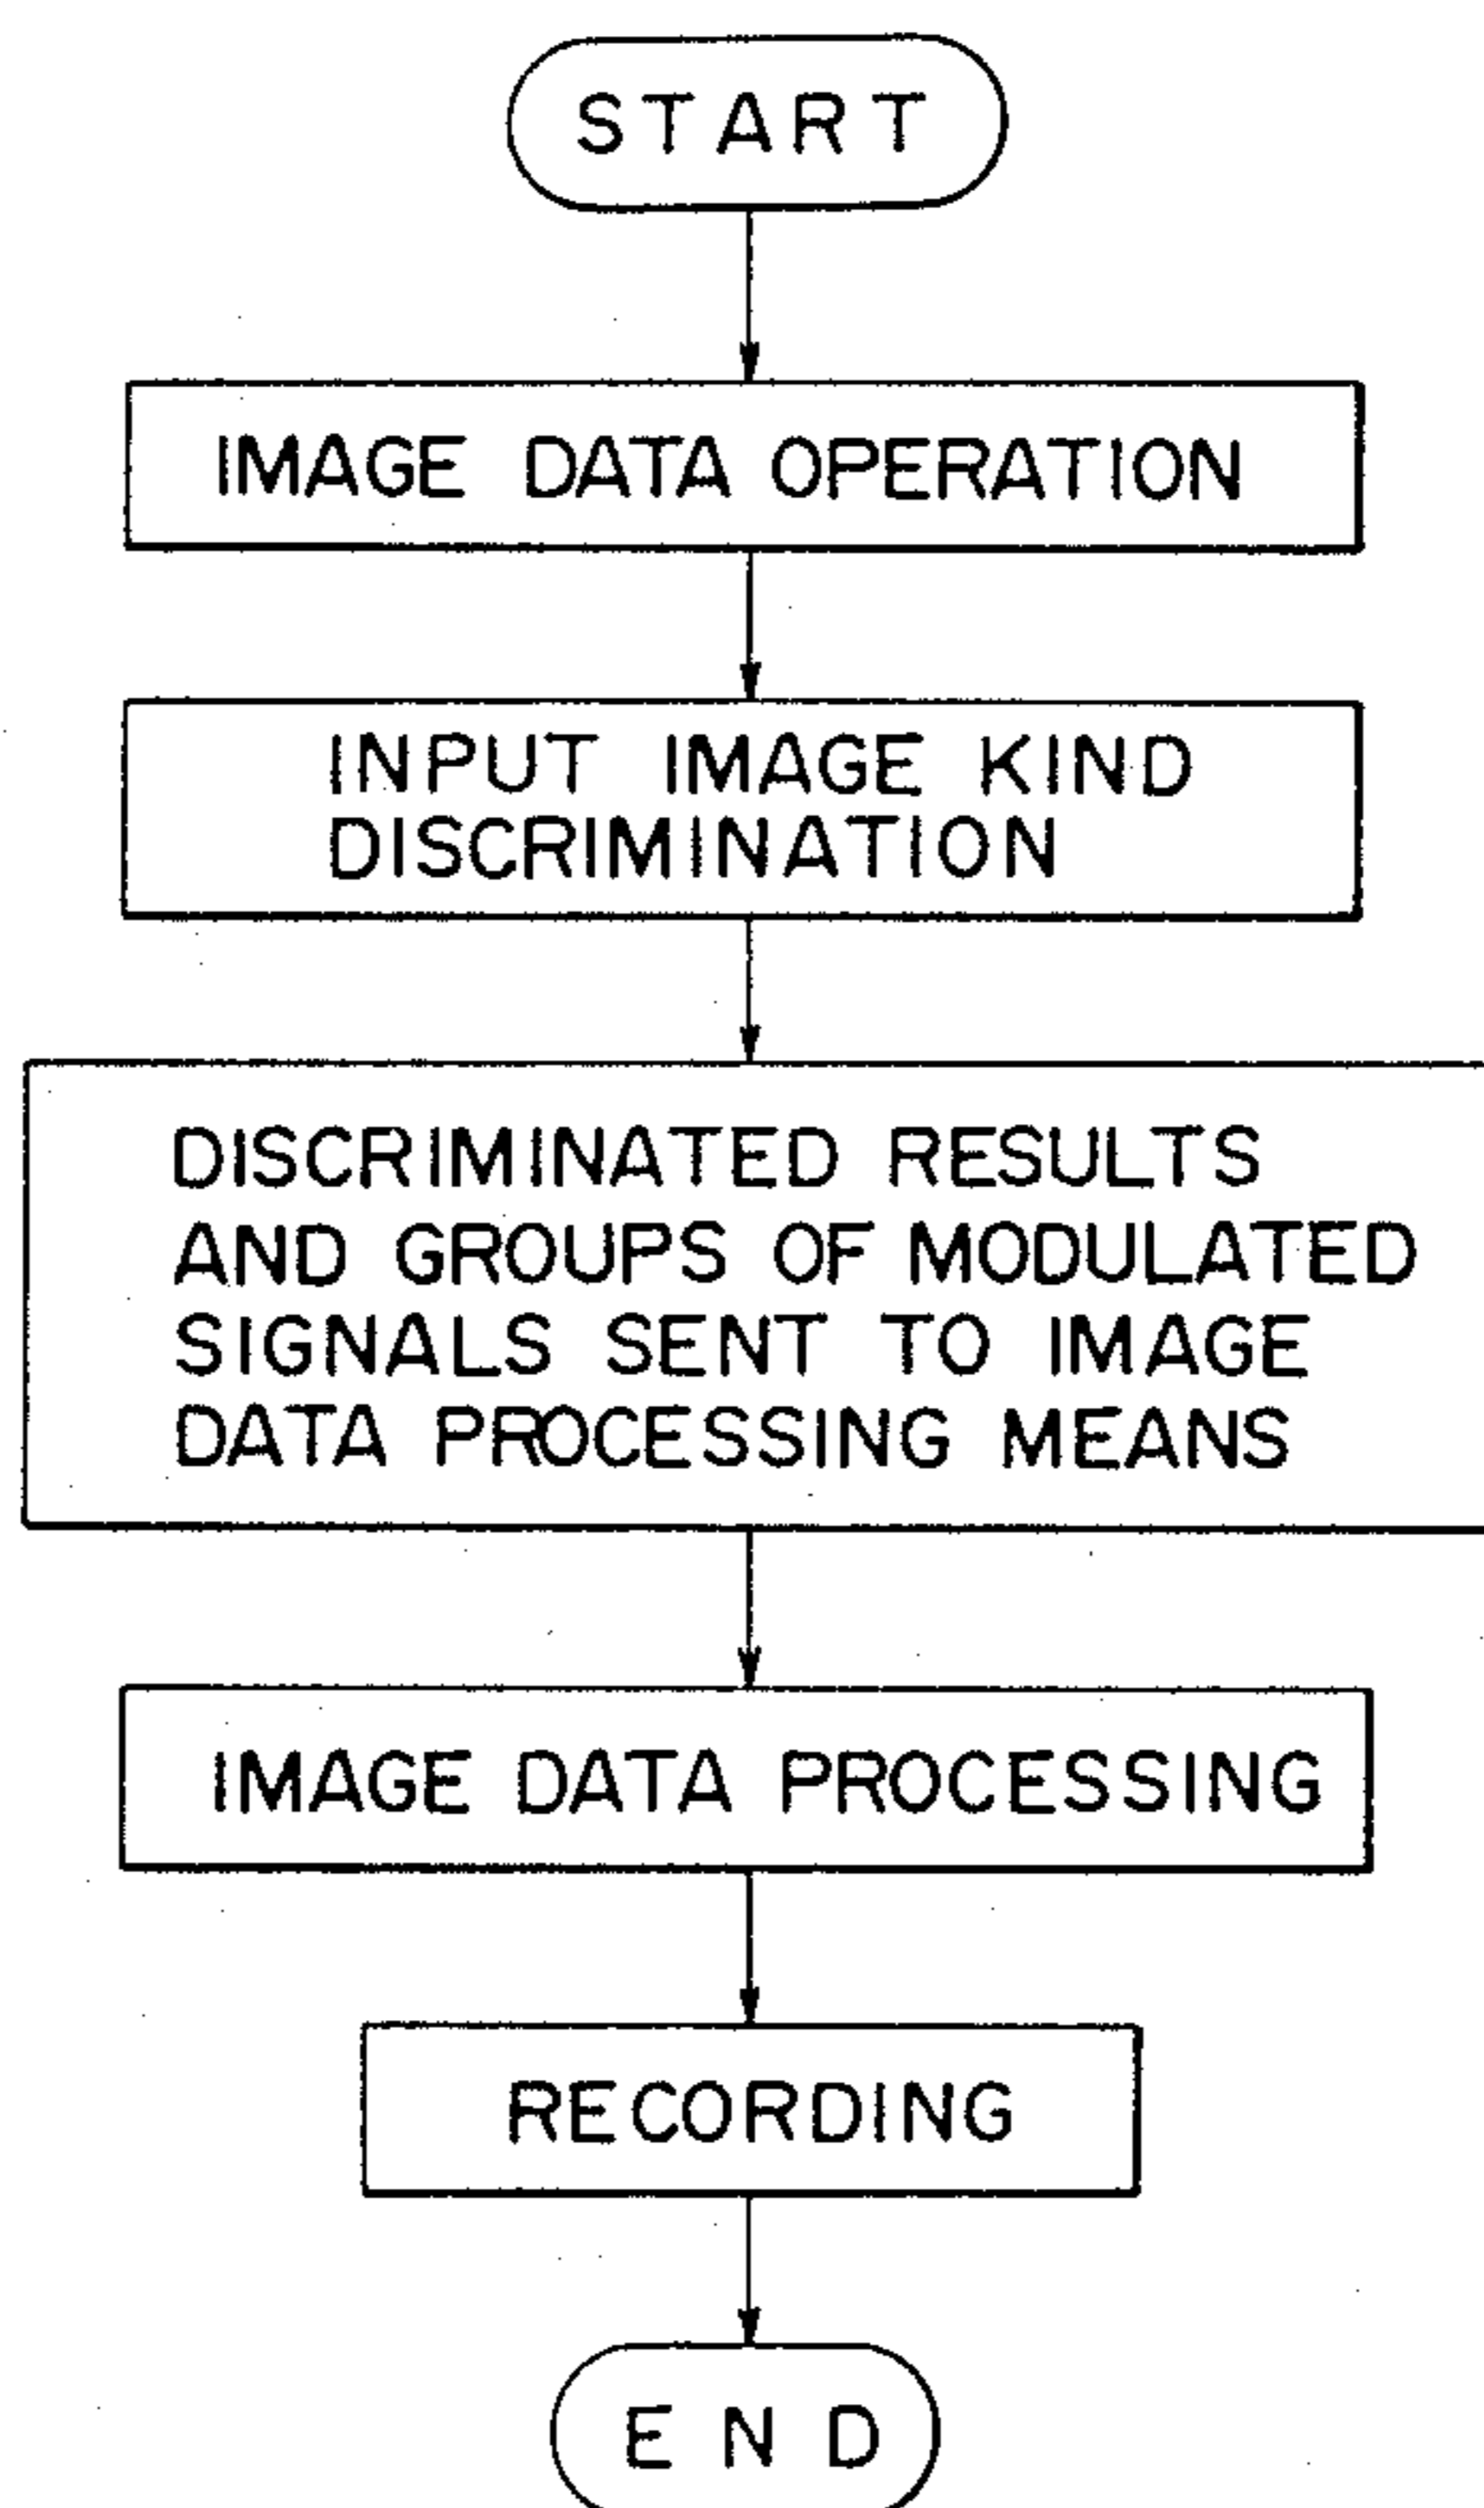 START
IMAGE DATA OPERATION
INPUT IMAGE KIND
DISCRIMINATION
DISCRIMINATED RESULTS
AND GROUPS OF MODULATED
SIGNALS SENT TO IMAGE
DATA PROCESSING MEANS
IMAGE DATA PROCESSING
RECORDING
END